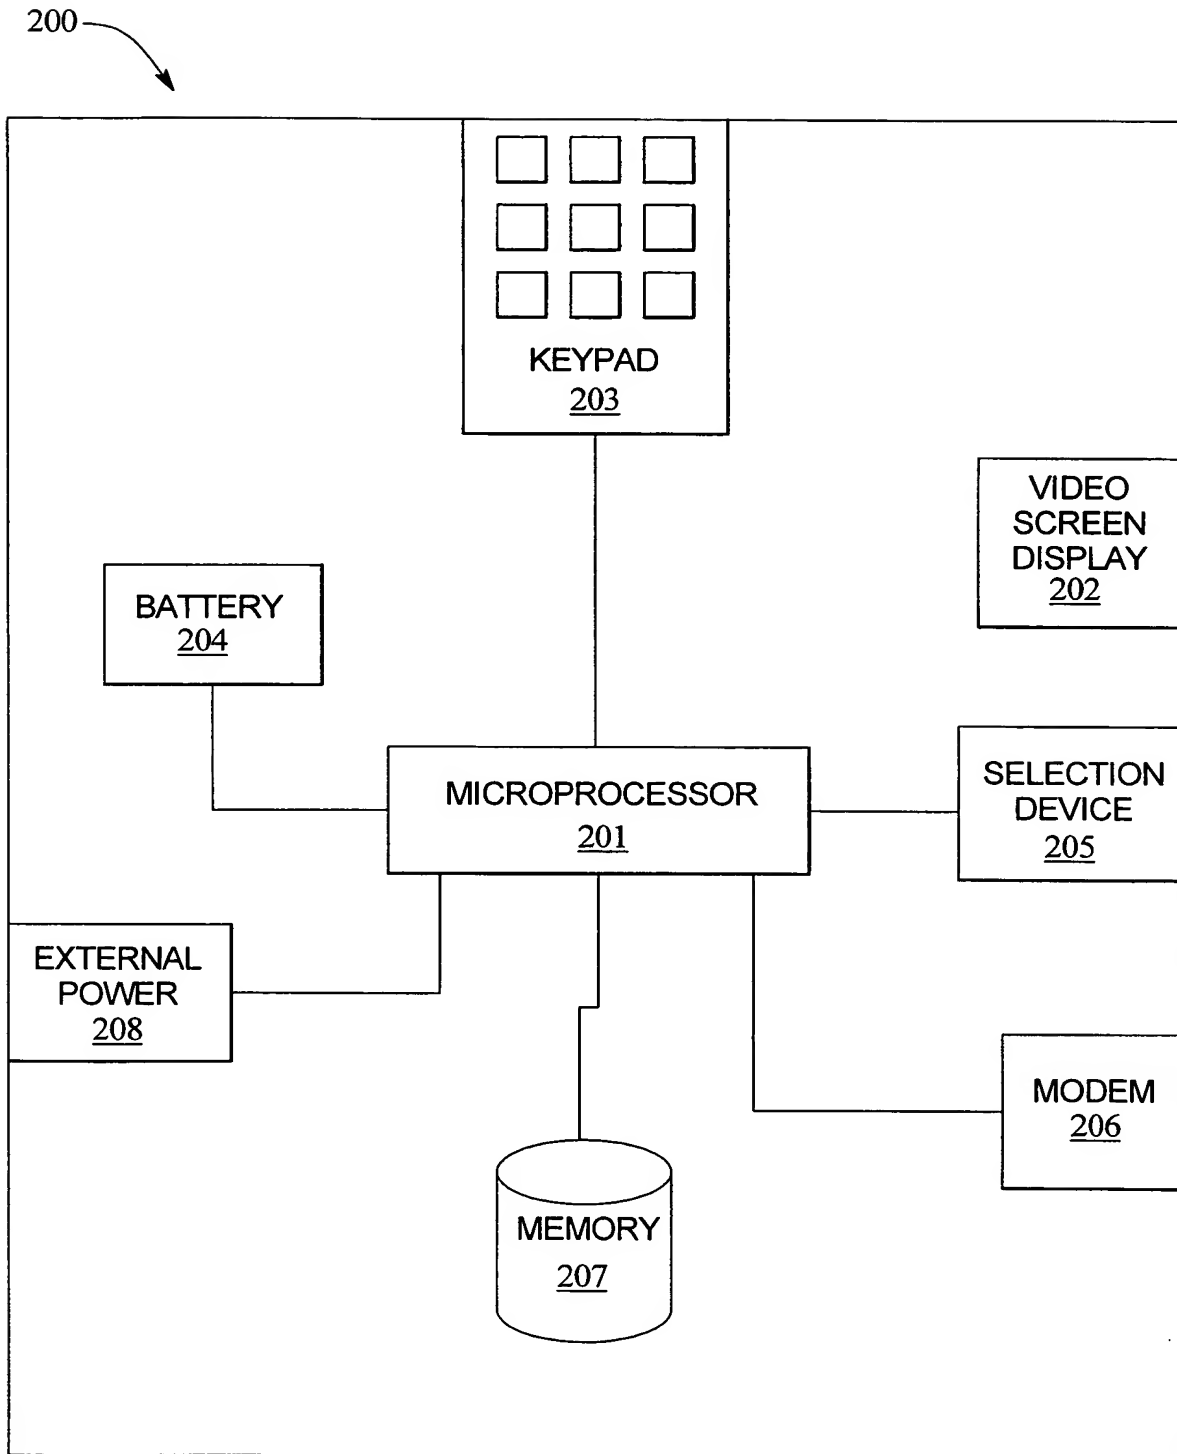 200
KEYPAD
203
VIDEO
SCREEN
DISPLAY
202
BATTERY
204
MICROPROCESSOR
201
SELECTION
DEVICE
205
EXTERNAL
POWER
208
MODEM
206
MEMORY
207